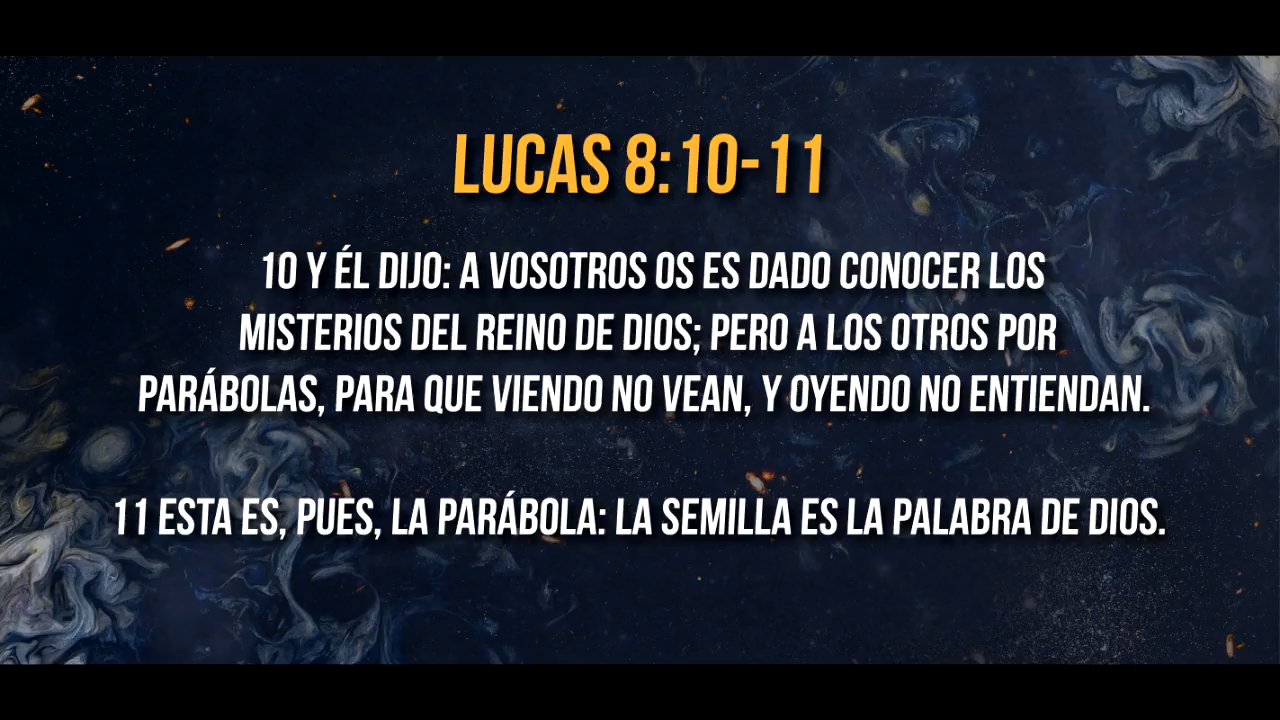 LUCAS 8:10-11
10 Y ÉL DIJO: A VOSOTROS OS ES DADO CONOCER LOS
MISTERIOS DEL REINO DE DIOS; PERO A LOS OTROS POR
PARÁBOLAS, PARA QUE VIENDO NO VEAN, Y OYENDO NO ENTIENDAN.
11 ESTA ES, PUES, LA PARÁBOLA: LA SEMILLA ES LA PALABRA DE DIOS.